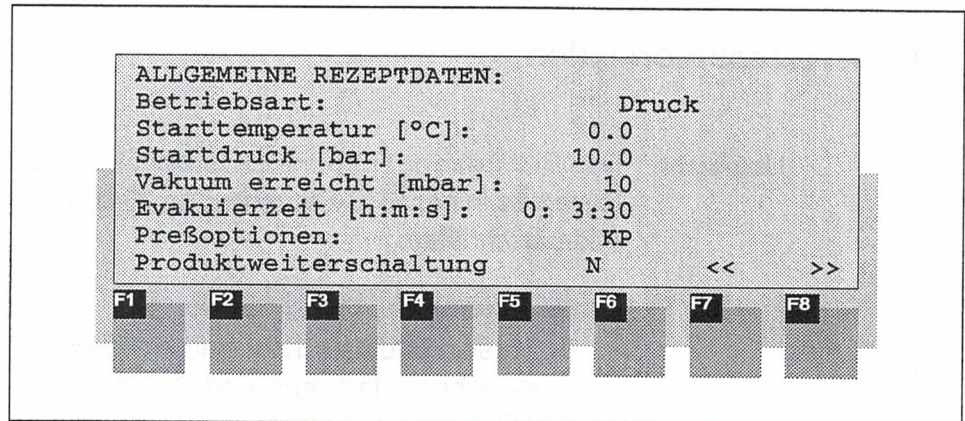 ALLGEMEINE REZEPTDATEN:
Betriebsart: Druck
Starttemperatur [°C]: 0.0
Startdruck [bar]: 10.0
Vakuum erreicht [mbar]: 10
Evakuierzeit [h:m:s]: 0: 3:30
Preßoptionen: KP
Produktweiterschaltung N << >>
F1 F2 F3 F4 F5 F6 F7 F8